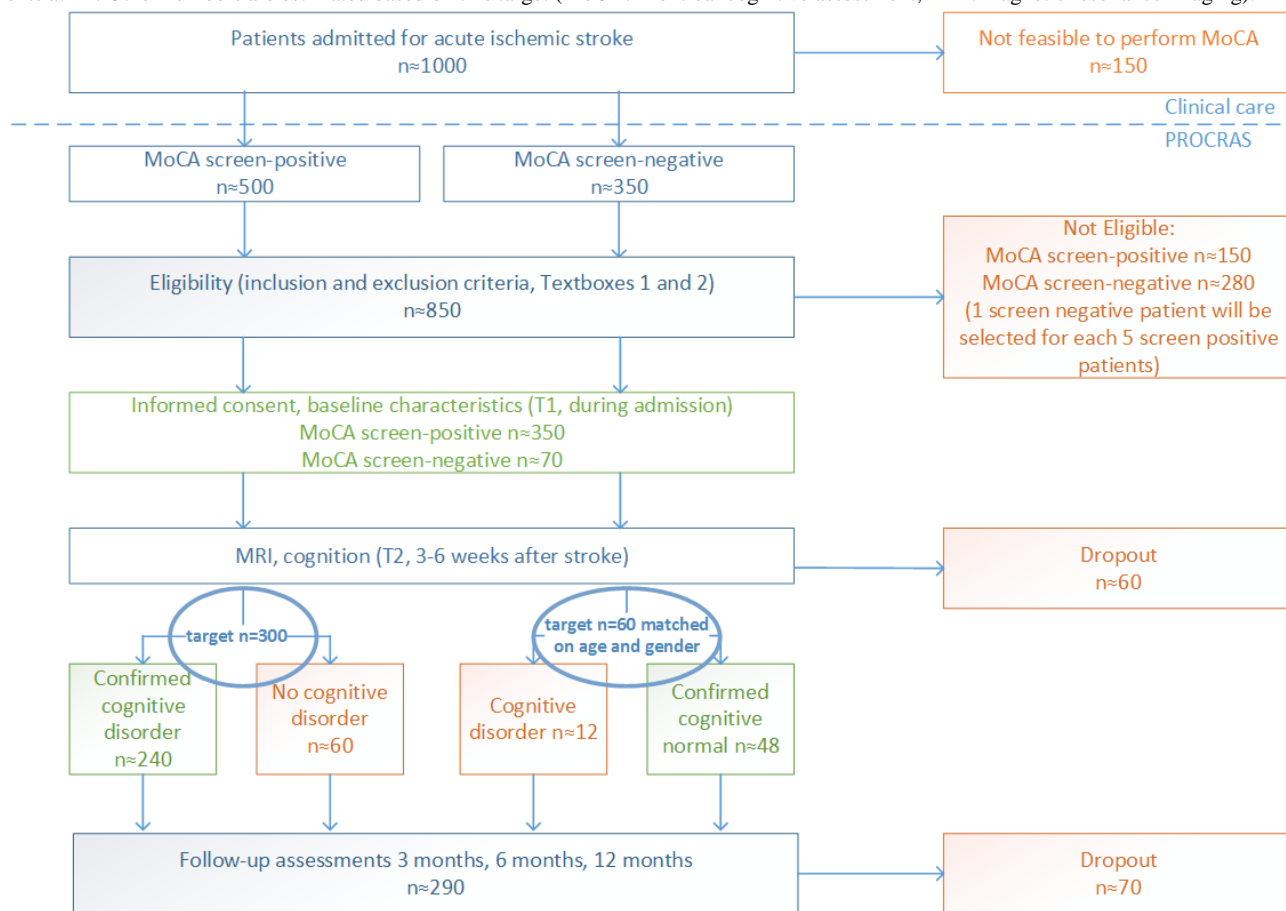 Patients admitted for acute ischemic stroke
n≈1000
Not feasible to perform MoCA
n≈150
Clinical care
PROCRAS
MoCA screen-positive
n≈500
MoCA screen-negative
n≈350
Eligibility (inclusion and exclusion criteria, Textboxes 1 and 2)
n≈850
Not Eligible:
MoCA screen-positive n≈150
MoCA screen-negative n≈280
(1 screen negative patient will be
selected for each 5 screen positive
patients)
Informed consent, baseline characteristics (T1, during admission)
MoCA screen-positive n≈350
MoCA screen-negative n≈70
MRI, cognition (T2, 3-6 weeks after stroke)
Dropout
n≈60
target n=300
target n=60 matched
on age and gender
Confirmed
cognitive
disorder
n≈240
No cognitive
disorder
n≈60
Cognitive
disorder n≈12
Confirmed
cognitive
normal n≈48
Follow-up assessments 3 months, 6 months, 12 months
n≈290
Dropout
n≈70